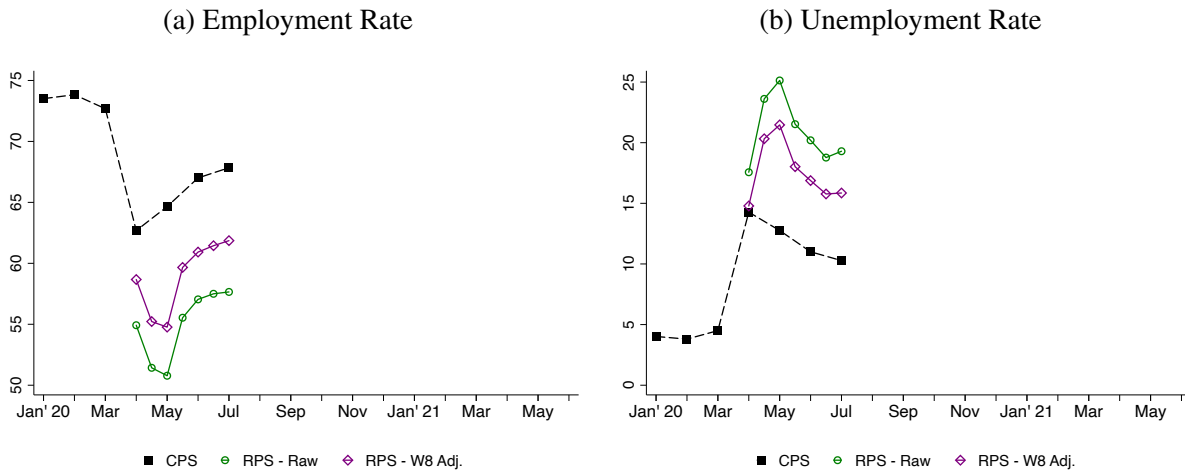 (a) Employment Rate
75
70
65
60
55
50
Jan' 20 Mar May Jul Sep Nov Jan' 21 Mar May
CPS RPS - Raw RPS - W8 Adj.
(b) Unemployment Rate
25
20
15
10
5
0
Jan' 20 Mar May Jul Sep Nov Jan' 21 Mar May
CPS RPS - Raw RPS - W8 Adj.